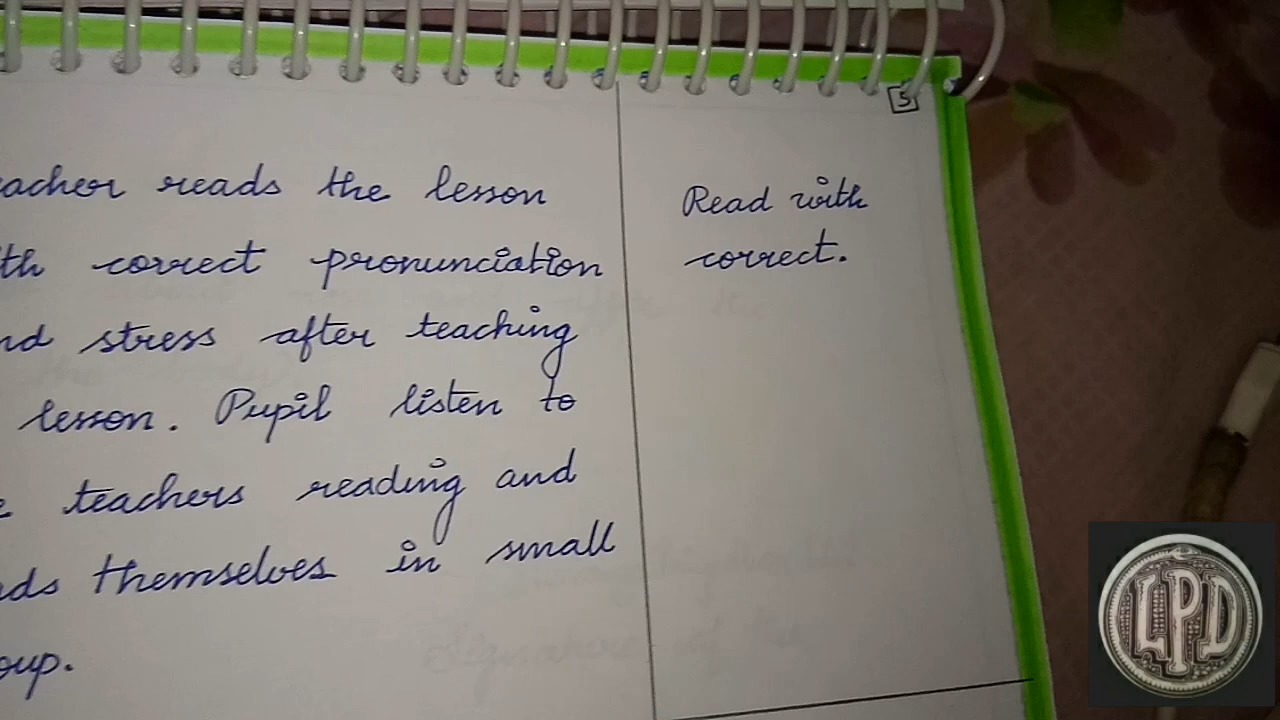 5
eacher reads the lesson
th correct pronunciation
nd stress after teaching
lesson. Pupil listen to
e teachers reading and
ds themselves in small
oup.
Read with
correct.
LPD